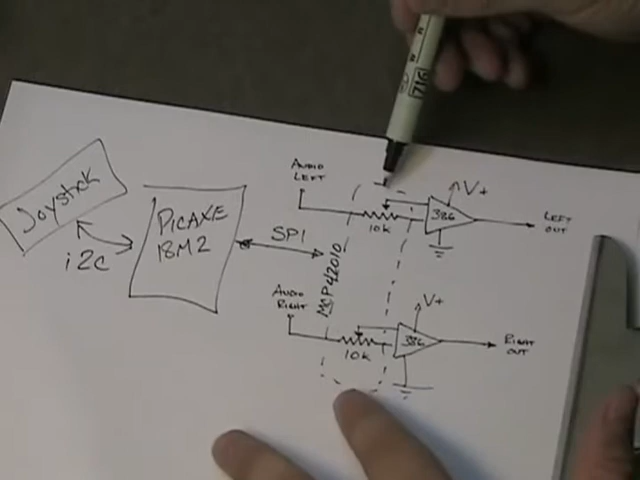 Joystick
i2c
PICAXE
18M2
SPI
MCP42010
AUDIO
LEFT
10k
V+
386
LEFT
OUT
AUDIO
RIGHT
10k
V+
386
RIGHT
OUT